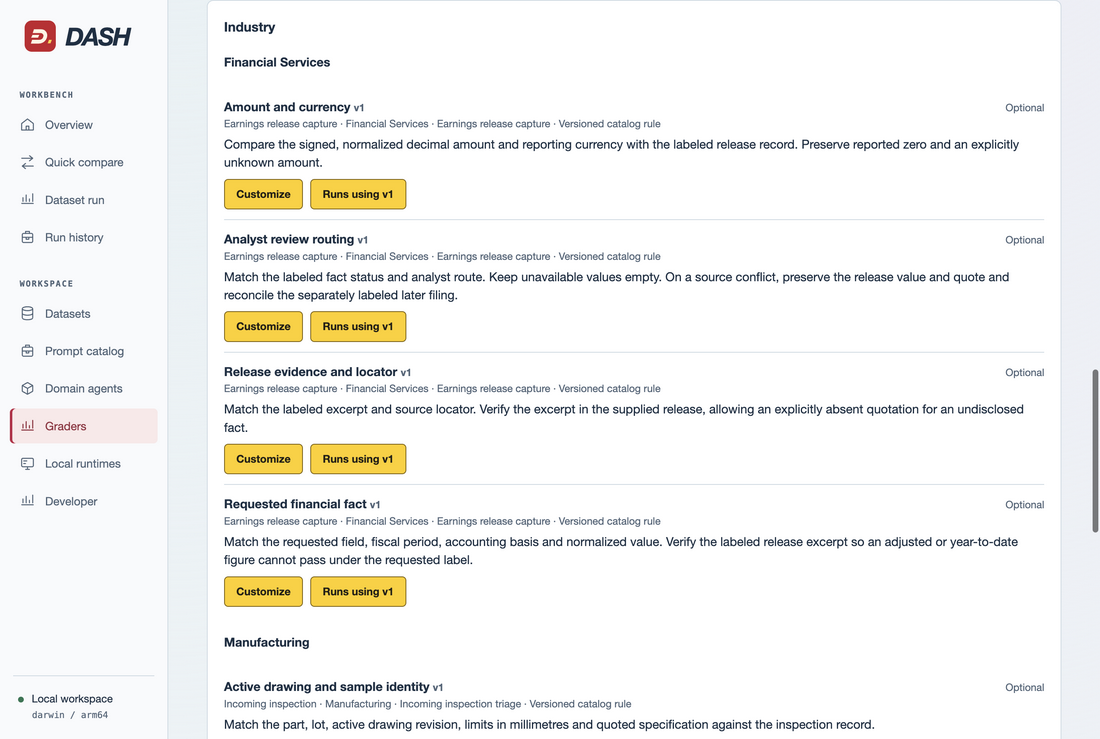 DASH
WORKBENCH
Overview
Quick compare
Dataset run
Run history
WORKSPACE
Datasets
Prompt catalog
Domain agents
Graders
Local runtimes
Developer
Local workspace
darwin / arm64
Industry
Financial Services
Amount and currency v1
Optional
Earnings release capture · Financial Services · Earnings release capture · Versioned catalog rule
Compare the signed, normalized decimal amount and reporting currency with the labeled release record. Preserve reported zero and an explicitly
unknown amount.
Customize
Runs using v1
Analyst review routing v1
Optional
Earnings release capture · Financial Services · Earnings release capture · Versioned catalog rule
Match the labeled fact status and analyst route. Keep unavailable values empty. On a source conflict, preserve the release value and quote and
reconcile the separately labeled later filing.
Customize
Runs using v1
Release evidence and locator v1
Optional
Earnings release capture · Financial Services · Earnings release capture · Versioned catalog rule
Match the labeled excerpt and source locator. Verify the excerpt in the supplied release, allowing an explicitly absent quotation for an undisclosed
fact.
Customize
Runs using v1
Requested financial fact v1
Optional
Earnings release capture · Financial Services · Earnings release capture · Versioned catalog rule
Match the requested field, fiscal period, accounting basis and normalized value. Verify the labeled release excerpt so an adjusted or year-to-date
figure cannot pass under the requested label.
Customize
Runs using v1
Manufacturing
Active drawing and sample identity v1
Optional
Incoming inspection · Manufacturing · Incoming inspection triage · Versioned catalog rule
Match the part, lot, active drawing revision, limits in millimetres and quoted specification against the inspection record.